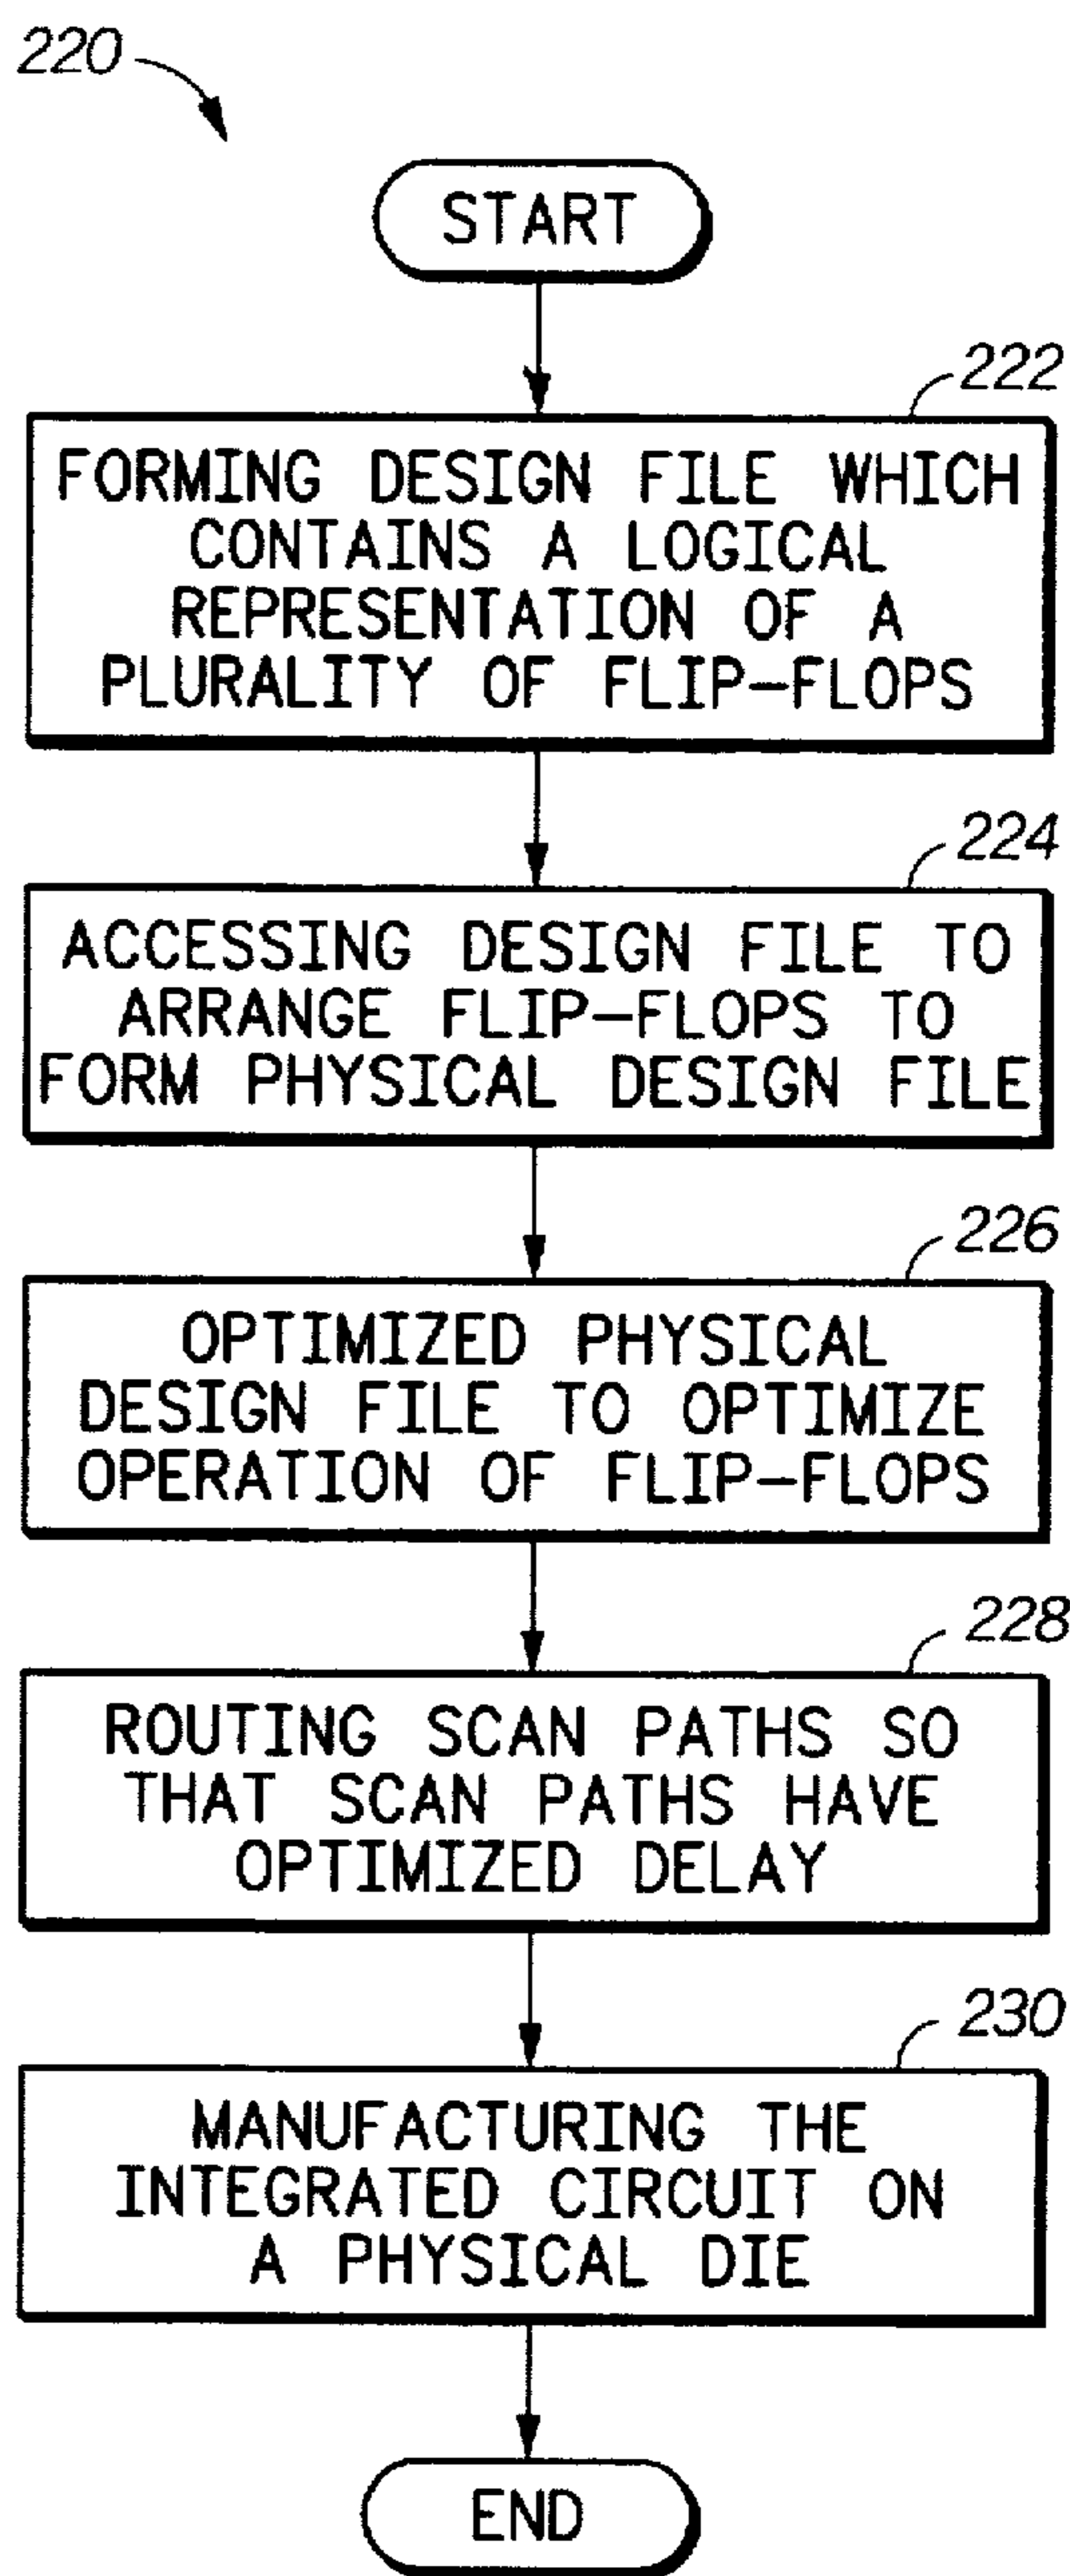 220
START
222
FORMING DESIGN FILE WHICH
CONTAINS A LOGICAL
REPRESENTATION OF A
PLURALITY OF FLIP-FLOPS
224
ACCESSING DESIGN FILE TO
ARRANGE FLIP-FLOPS TO
FORM PHYSICAL DESIGN FILE
226
OPTIMIZED PHYSICAL
DESIGN FILE TO OPTIMIZE
OPERATION OF FLIP-FLOPS
228
ROUTING SCAN PATHS SO
THAT SCAN PATHS HAVE
OPTIMIZED DELAY
230
MANUFACTURING THE
INTEGRATED CIRCUIT ON
A PHYSICAL DIE
END